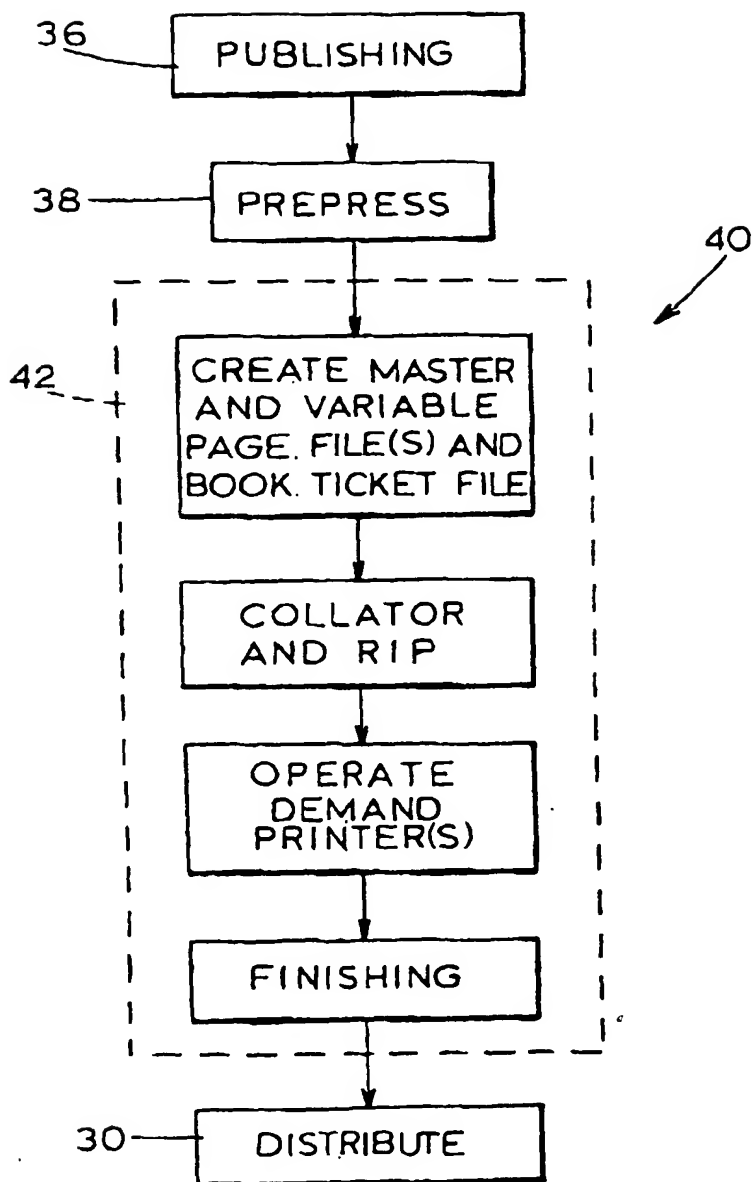 36
PUBLISHING
38
PREPRESS
40
42
CREATE MASTER
AND VARIABLE
PAGE. FILE(S) AND
BOOK. TICKET FILE
COLLATOR
AND RIP
OPERATE
DEMAND
PRINTER(S)
FINISHING
30
DISTRIBUTE